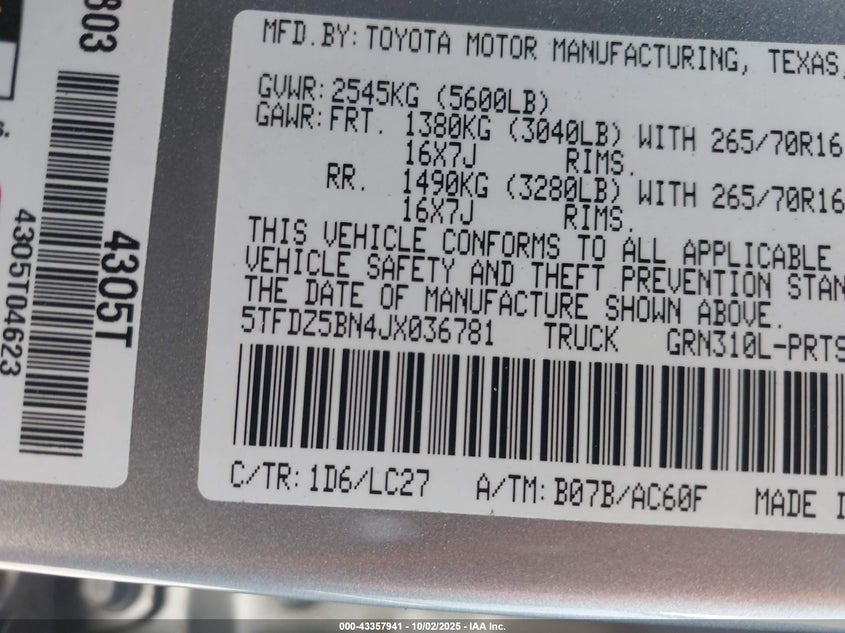 MFD.BY: TOYOTA MOTOR MANUFACTURING, TEXAS,
GVWR: 2545KG (5600LB)
GAWR: FRT. 1380KG (3040LB) WITH 265/70R16
16X7J RIMS.
RR. 1490KG (3280LB) WITH 265/70R16
16X7J RIMS.
THIS VEHICLE CONFORMS TO ALL APPLICABLE
VEHICLE SAFETY AND THEFT PREVENTION STAN
THE DATE OF MANUFACTURE SHOWN ABOVE.
5TFDZ5BN4JX036781 TRUCK GRN310L-PRTS
C/TR: 1D6/LC27 A/TM: B07B/AC60F MADE I
803
4305T
4305T04623
000-43357941 - 10/02/2025 - IAA Inc.